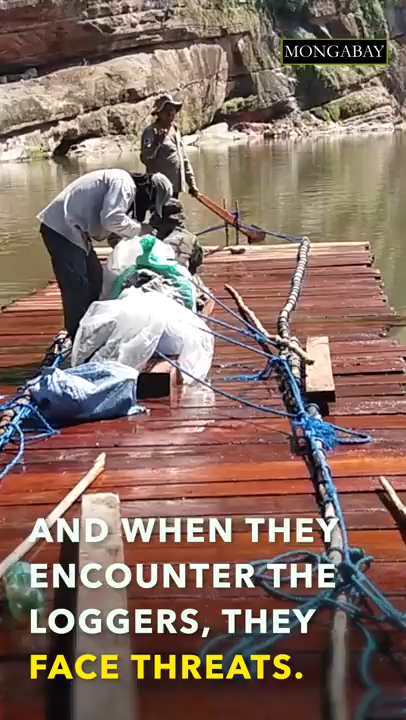 MONGABAY
AND WHEN THEY
ENCOUNTER THE
LOGGERS, THEY
FACE THREATS.